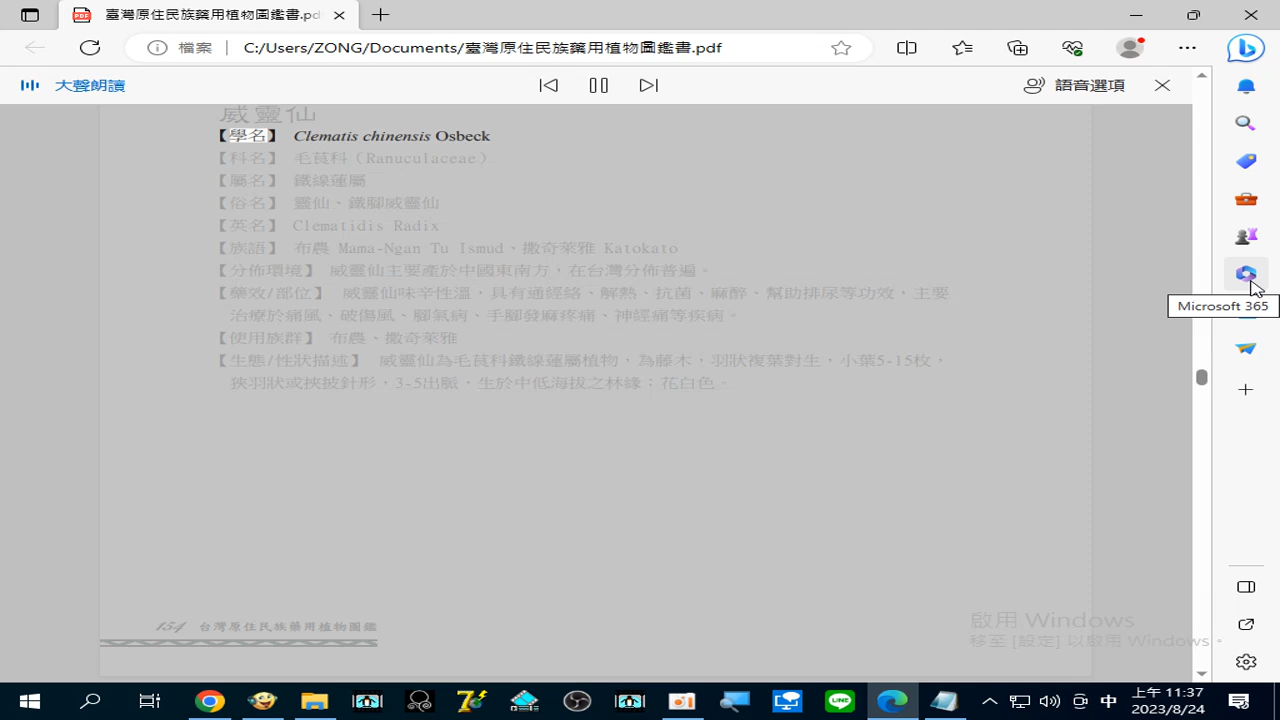 臺灣原住民族藥用植物圖鑑書.pd
檔案 C:/Users/ZONG/Documents/臺灣原住民族藥用植物圖鑑書.pdf
大聲朗讀 語音選項
威靈仙
【學名】 Clematis chinensis Osbeck
【科名】 毛茛科（Ranuculaceae）
【屬名】 鐵線蓮屬
【俗名】 靈仙、鐵腳威靈仙
【英名】 Clematidis Radix
【族語】 布農 Mama-Ngan Tu Ismud、撒奇萊雅 Katokato
【分佈環境】 威靈仙主要產於中國東南方，在台灣分佈普遍。
【藥效/部位】 威靈仙味辛性溫，具有通經絡、解熱、抗菌、麻醉、幫助排尿等功效，主要
治療於痛風、破傷風、腳氣病、手腳發麻疼痛、神經痛等疾病。
【使用族群】 布農、撒奇萊雅
【生態/性狀描述】 威靈仙為毛茛科鐵線蓮屬植物，為藤木，羽狀複葉對生，小葉5-15枚，
狹羽狀或挾披針形，3-5出脈，生於中低海拔之林緣；花白色。
Microsoft 365
154 台灣原住民族藥用植物圖鑑
啟用 Windows
移至 [設定] 以啟用 Windows。
中
上午 11:37
2023/8/24